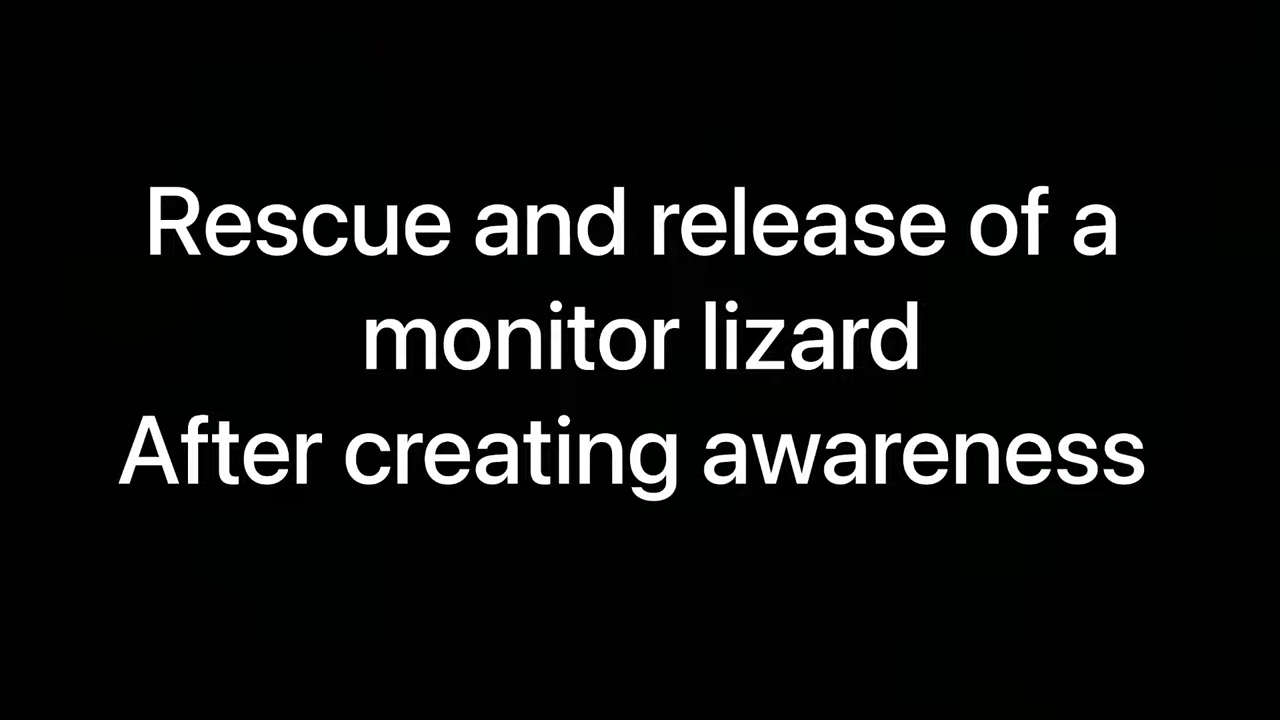 Rescue and release of a
monitor lizard
After creating awareness